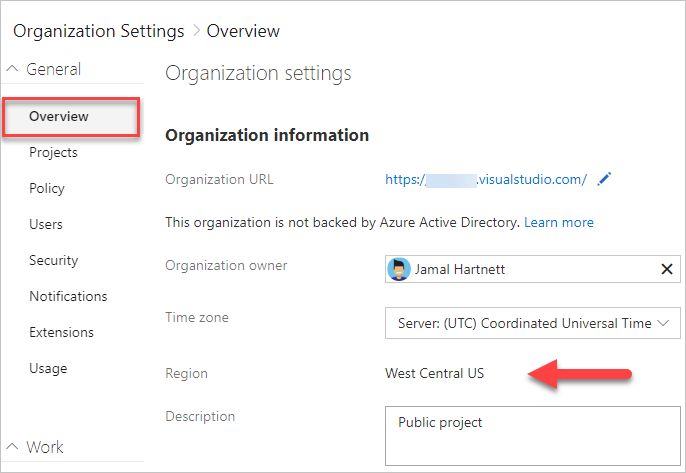 Organization Settings > Overview
General
Overview
Projects
Policy
Users
Security
Notifications
Extensions
Usage
Work
Organization settings
Organization information
Organization URL https:/ .visualstudio.com/
This organization is not backed by Azure Active Directory. Learn more
Organization owner Jamal Hartnett
Time zone Server: (UTC) Coordinated Universal Time
Region West Central US
Description Public project